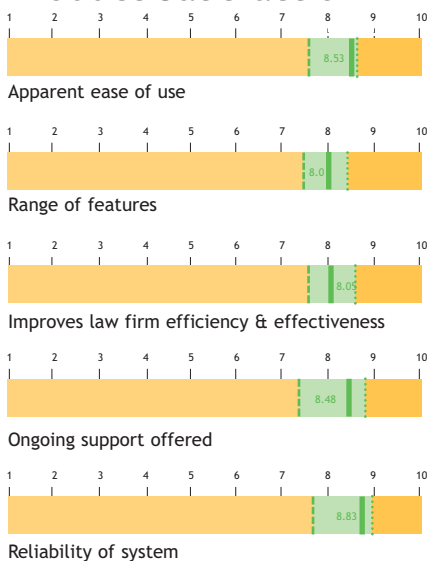 1 2 3 4 5 6 7 8 9 10
8.53
Apparent ease of use
1 2 3 4 5 6 7 8 9 10
8.0
Range of features
1 2 3 4 5 6 7 8 9 10
8.05
Improves law firm efficiency & effectiveness
1 2 3 4 5 6 7 8 9 10
8.48
Ongoing support offered
1 2 3 4 5 6 7 8 9 10
8.83
Reliability of system